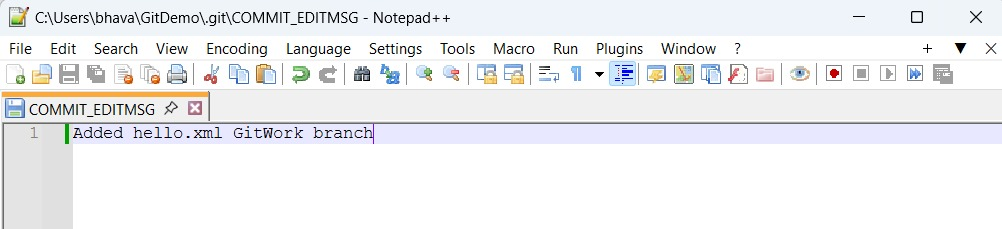 C:\Users\bhava\GitDemo\.git\COMMIT_EDITMSG - Notepad++
File Edit Search View Encoding Language Settings Tools Macro Run Plugins Window ? + ▼ X
COMMIT_EDITMSG
1 Added hello.xml GitWork branch